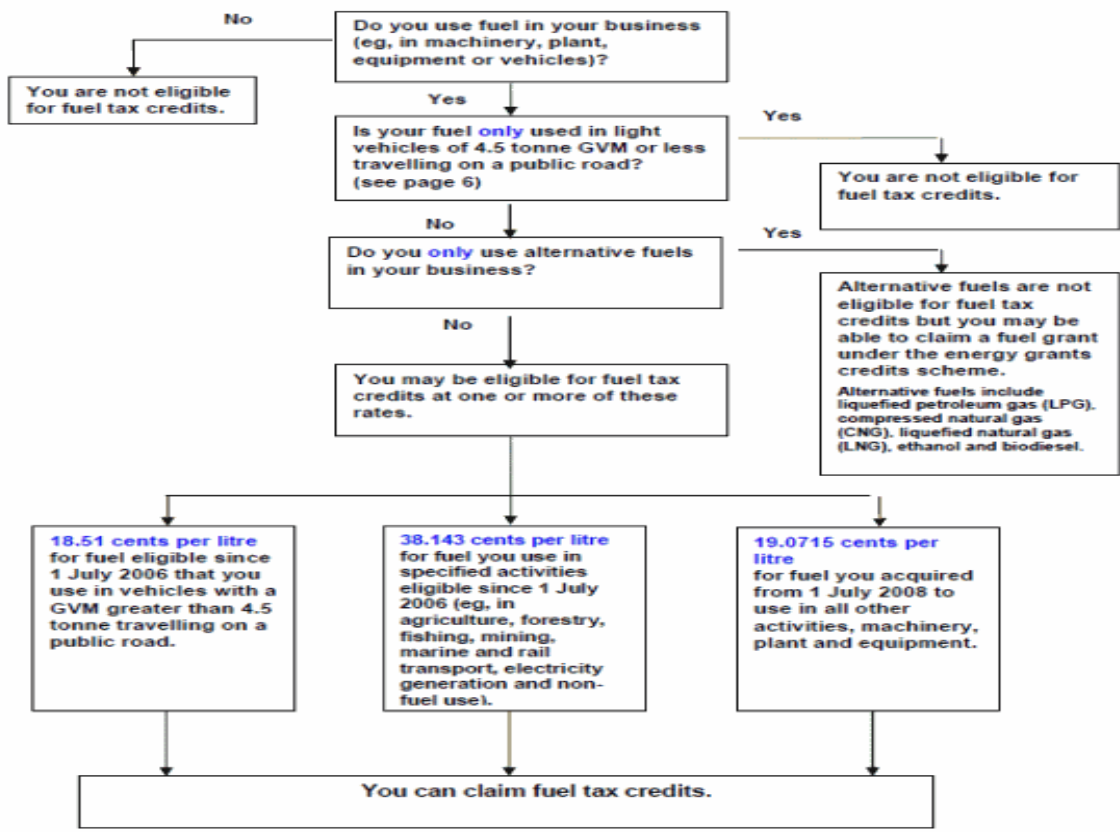 No
Do you use fuel in your business
(eg, in machinery, plant,
equipment or vehicles)?
You are not eligible
for fuel tax credits.
Yes
Is your fuel only used in light
vehicles of 4.5 tonne GVM or less
travelling on a public road?
(see page 6)
Yes
You are not eligible for
fuel tax credits.
No
Do you only use alternative fuels
in your business?
Yes
Alternative fuels are not
eligible for fuel tax
credits but you may be
able to claim a fuel grant
under the energy grants
credits scheme.
Alternative fuels include
liquefied petroleum gas (LPG),
compressed natural gas
(CNG), liquefied natural gas
(LNG), ethanol and biodiesel.
No
You may be eligible for fuel tax
credits at one or more of these
rates.
18.51 cents per litre
for fuel eligible since
1 July 2006 that you
use in vehicles with a
GVM greater than 4.5
tonne travelling on a
public road.
38.143 cents per litre
for fuel you use in
specified activities
eligible since 1 July
2006 (eg, in
agriculture, forestry,
fishing, mining,
marine and rail
transport, electricity
generation and non-
fuel use).
19.0715 cents per
litre
for fuel you acquired
from 1 July 2008 to
use in all other
activities, machinery,
plant and equipment.
You can claim fuel tax credits.